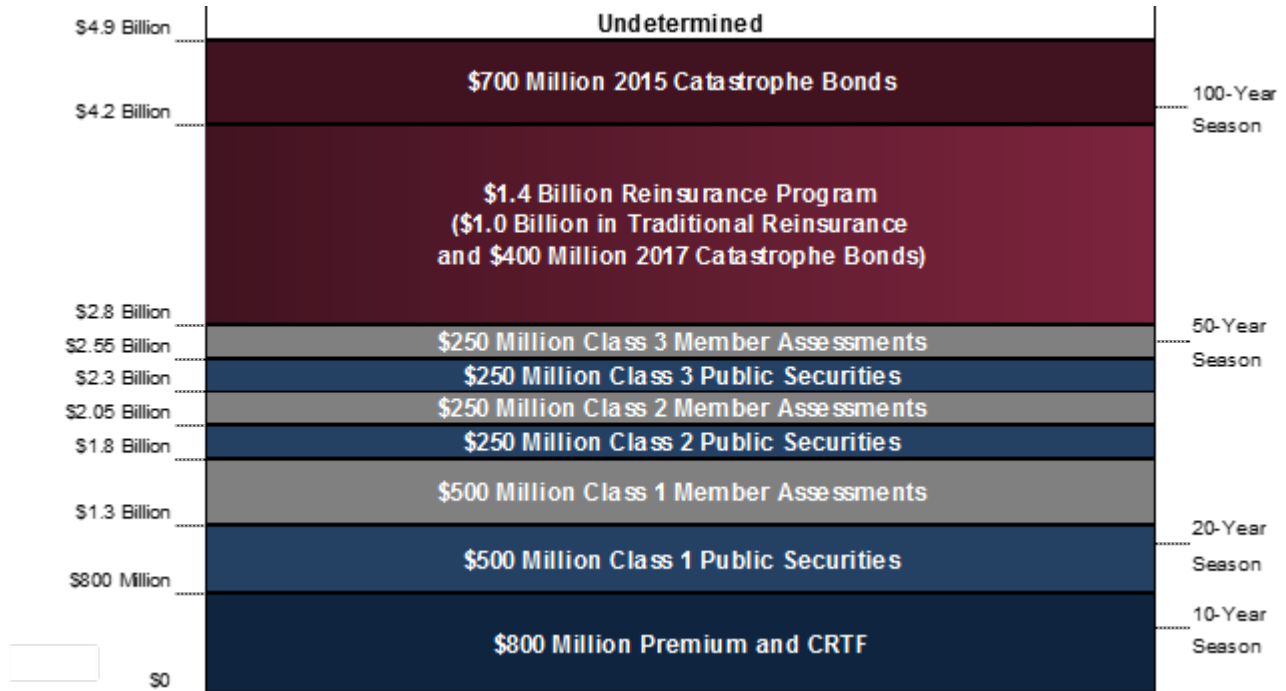 $4.9 Billion
Undetermined
$700 Million 2015 Catastrophe Bonds
100-Year
Season
$4.2 Billion
$1.4 Billion Reinsurance Program
($1.0 Billion in Traditional Reinsurance
and $400 Million 2017 Catastrophe Bonds)
$2.8 Billion
50-Year
Season
$250 Million Class 3 Member Assessments
$2.55 Billion
$250 Million Class 3 Public Securities
$2.3 Billion
$250 Million Class 2 Member Assessments
$2.05 Billion
$250 Million Class 2 Public Securities
$1.8 Billion
$500 Million Class 1 Member Assessments
$1.3 Billion
20-Year
Season
$500 Million Class 1 Public Securities
$800 Million
10-Year
Season
$800 Million Premium and CRTF
$0